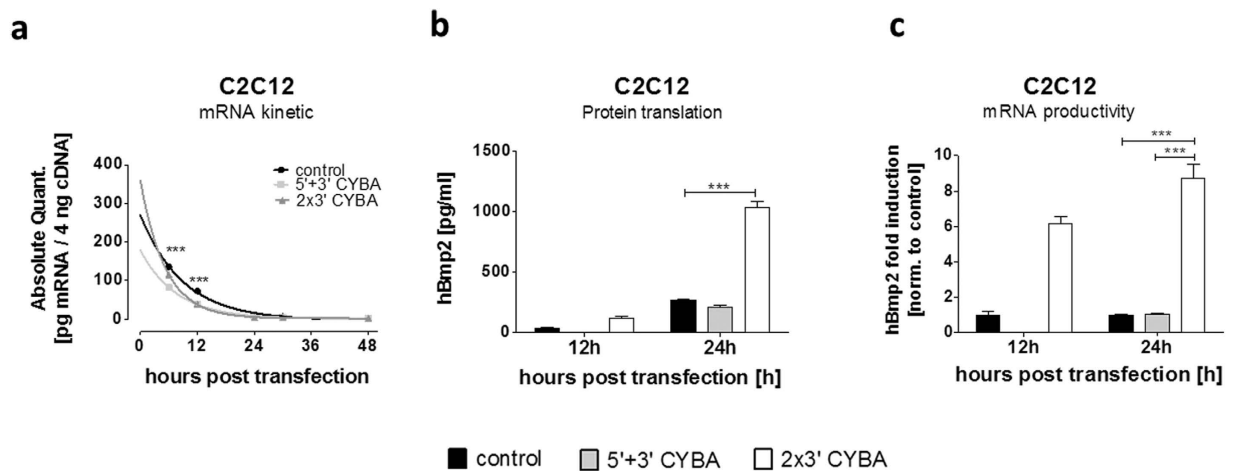 a
C2C12
mRNA kinetic
Absolute Quant.
[pg mRNA / 4 ng cDNA]
400
300
200
100
0
control
5'+3' CYBA
2x3' CYBA
***
***
0 12 24 36 48
hours post transfection
b
C2C12
Protein translation
hBmp2 [pg/ml]
1500
1000
500
0
***
12h 24h
hours post transfection [h]
c
C2C12
mRNA productivity
hBmp2 fold induction
[norm. to control]
10
8
6
4
2
0
***
***
12h 24h
hours post transfection [h]
control 5'+3' CYBA 2x3' CYBA